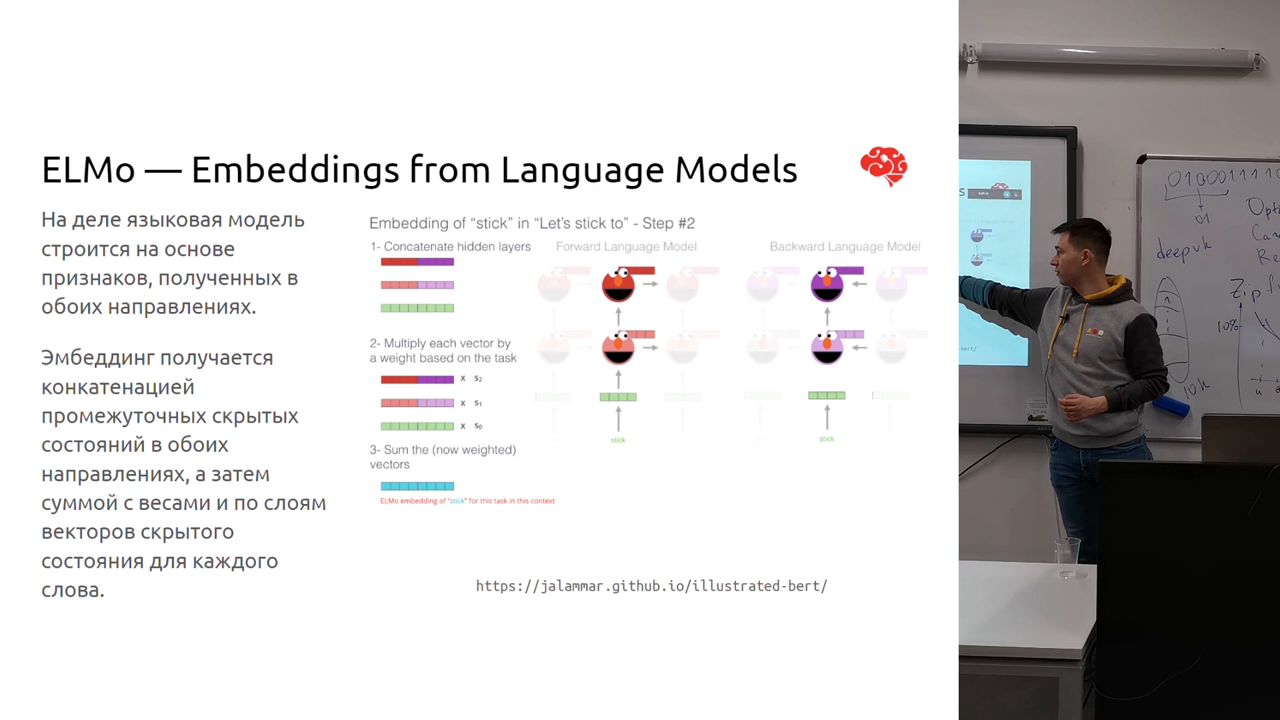 ELMo — Embeddings from Language Models
На деле языковая модель
строится на основе
признаков, полученных в
обоих направлениях.
Эмбеддинг получается
конкатенацией
промежуточных скрытых
состояний в обоих
направлениях, а затем
суммой с весами и по слоям
векторов скрытого
состояния для каждого
слова.
Embedding of “stick” in “Let’s stick to” - Step #2
1- Concatenate hidden layers
Forward Language Model
Backward Language Model
2- Multiply each vector by
a weight based on the task
x s2
x s1
x s0
3- Sum the (now weighted)
vectors
ELMo embedding of “stick” for this task in this context
stick
stick
https://jalammar.github.io/illustrated-bert/
01
deepvk
10%
10k